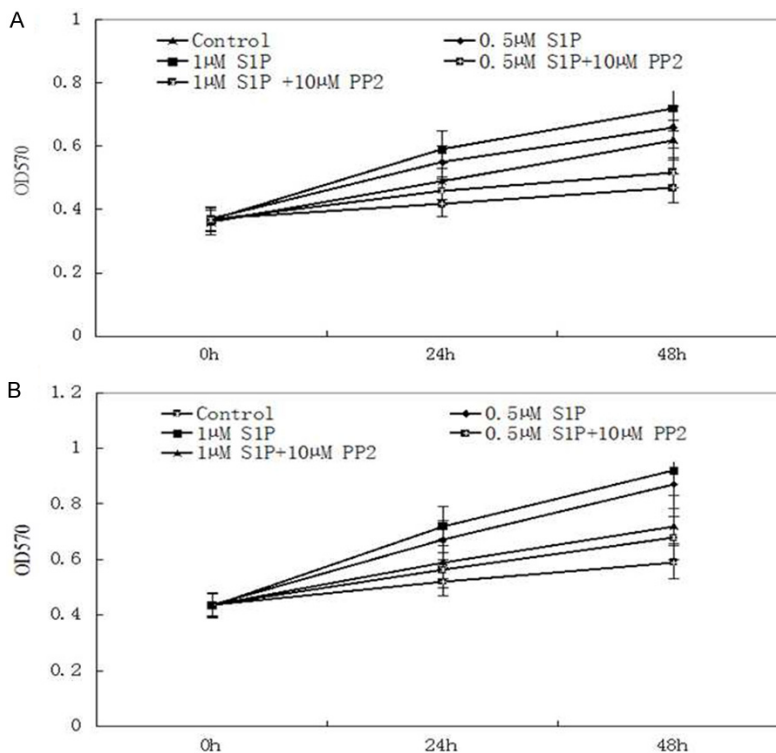 A
1
Control
0.5μM S1P
1μM S1P
0.5μM S1P+10μM PP2
1μM S1P +10μM PP2
0.8
0.6
OD570
0.4
0.2
0
0h
24h
48h
B
1.2
Control
0.5μM S1P
1μM S1P
0.5μM S1P+10μM PP2
1μM S1P+10μM PP2
1
0.8
0.6
OD570
0.4
0.2
0
0h
24h
48h